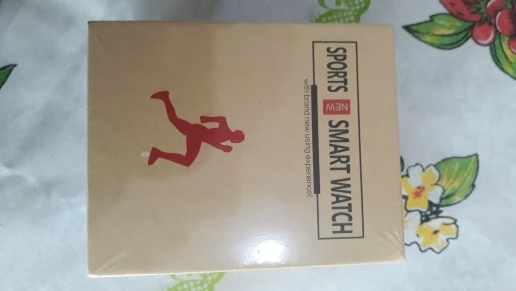 SPORTS NEW SMART WATCH
with brand new using experience!